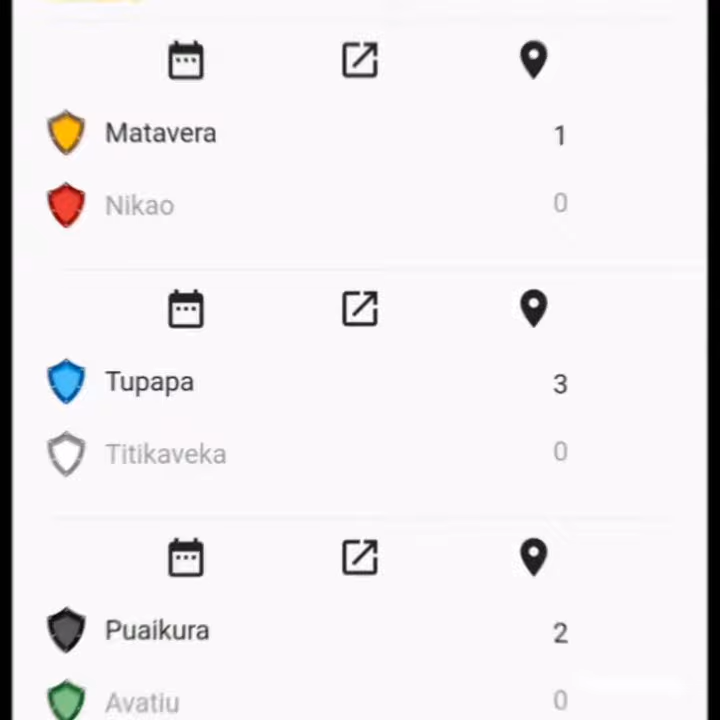 Matavera 1
Nikao 0
Tupapa 3
Titikaveka 0
Puaikura 2
Avatiu 0